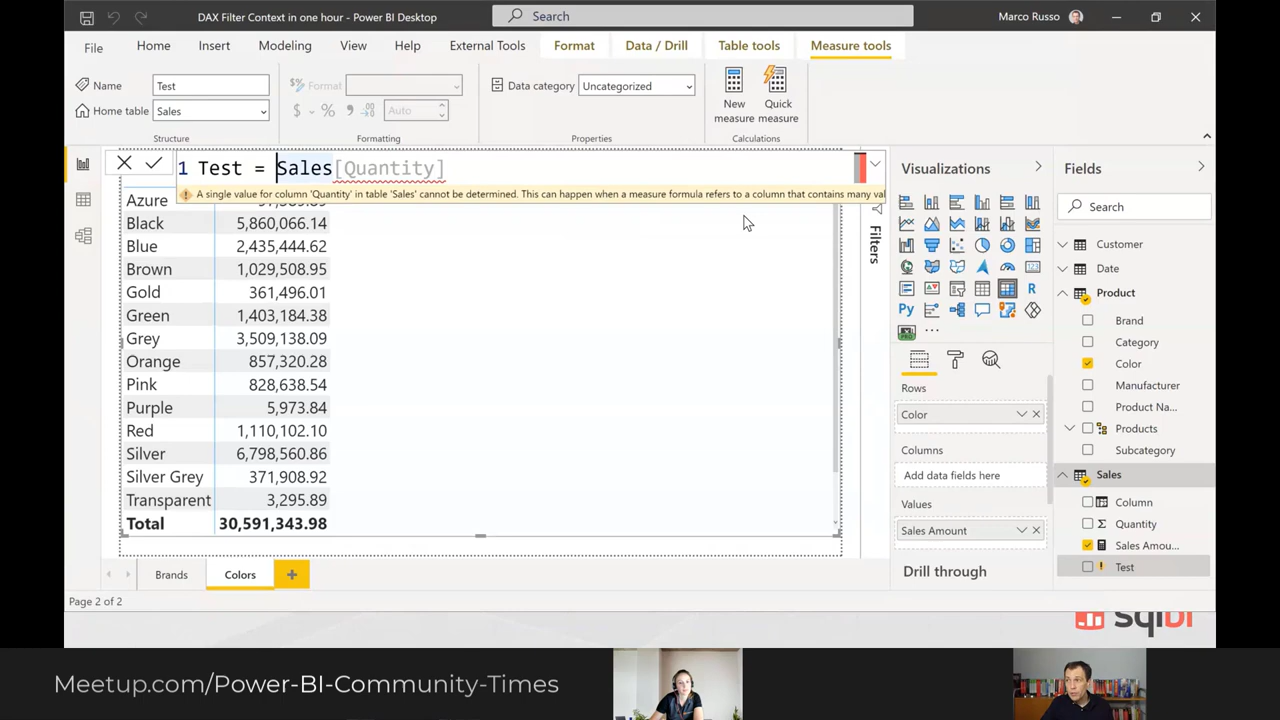 DAX Filter Context in one hour - Power BI Desktop
Search
Marco Russo
File
Home
Insert
Modeling
View
Help
External Tools
Format
Data / Drill
Table tools
Measure tools
Name
Test
Home table
Sales
Structure
Format
$ % 9 Auto
Formatting
Data category
Uncategorized
Properties
New measure
Quick measure
Calculations
1 Test = Sales[Quantity]
A single value for column 'Quantity' in table 'Sales' cannot be determined. This can happen when a measure formula refers to a column that contains many val
Azure
Black 5,860,066.14
Blue 2,435,444.62
Brown 1,029,508.95
Gold 361,496.01
Green 1,403,184.38
Grey 3,509,138.09
Orange 857,320.28
Pink 828,638.54
Purple 5,973.84
Red 1,110,102.10
Silver 6,798,560.86
Silver Grey 371,908.92
Transparent 3,295.89
Total 30,591,343.98
Filters
Visualizations
R
Py
Rows
Color
Columns
Add data fields here
Values
Sales Amount
Drill through
Fields
Search
Customer
Date
Product
Brand
Category
Color
Manufacturer
Product Na...
Products
Subcategory
Sales
Column
Σ Quantity
Sales Amou...
Test
Brands
Colors
Page 2 of 2
sqlbi
Meetup.com/Power-BI-Community-Times